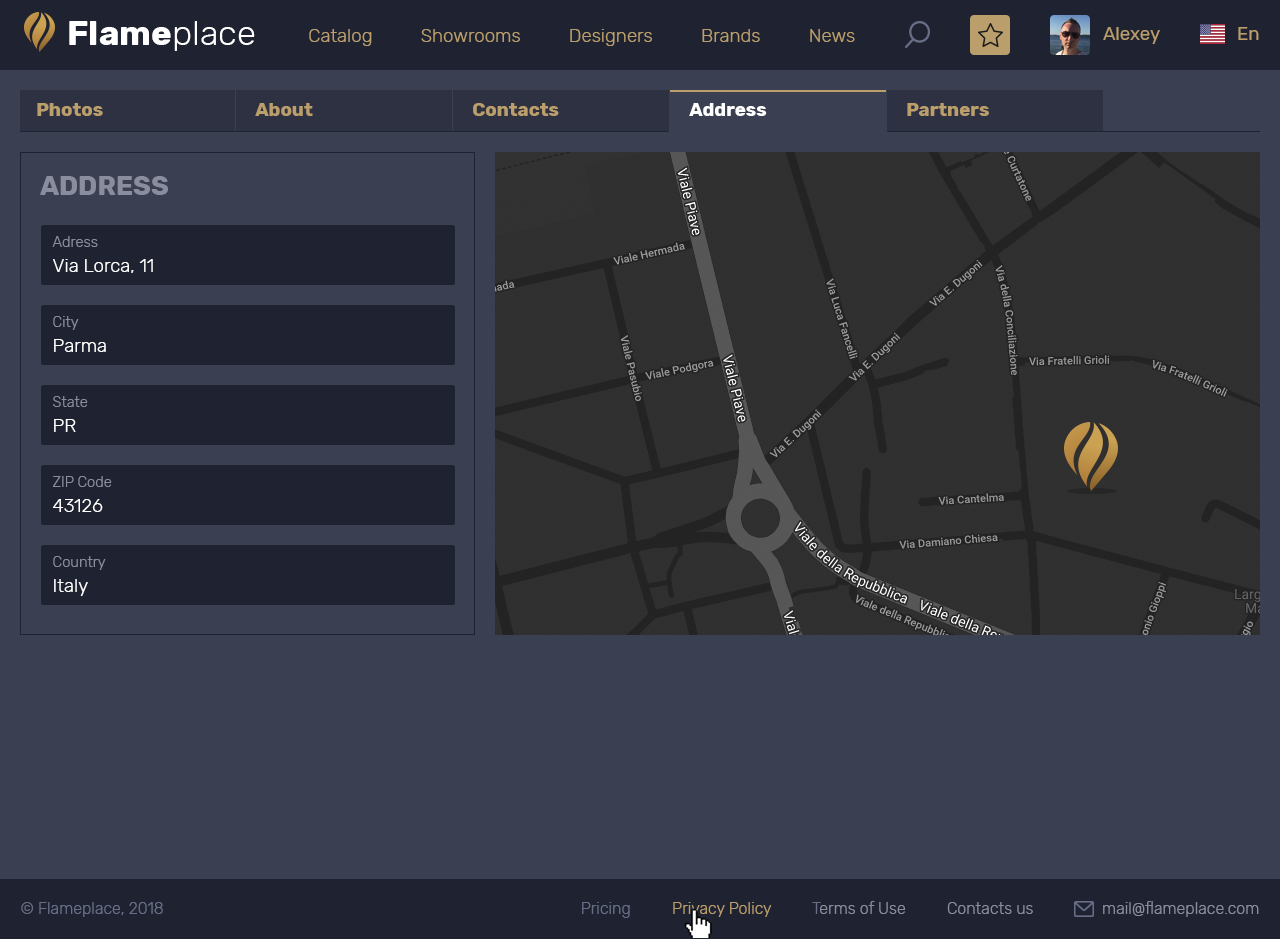 Flameplace
Catalog
Showrooms
Designers
Brands
News
Alexey
En
Photos
About
Contacts
Address
Partners
ADDRESS
Adress
Via Lorca, 11
City
Parma
State
PR
ZIP Code
43126
Country
Italy
Viale Piave
Curtatone
Viale Hermada
ada
Via E. Dugoni
Via della Conciliazione
Via Luca Fancelli
Via E. Dugoni
Viale Pasubio
Viale Podgora
Viale Piave
Via Fratelli Grioli
Via Fratelli Grioli
Via E. Dugoni
Via Cantelma
Via Damiano Chiesa
Viale della Repubblica
Viale della Re
Viale della Repubbli
Vial
onio Gioppi
Larg
Ma
gio
© Flameplace, 2018
Pricing
Privacy Policy
Terms of Use
Contacts us
mail@flameplace.com